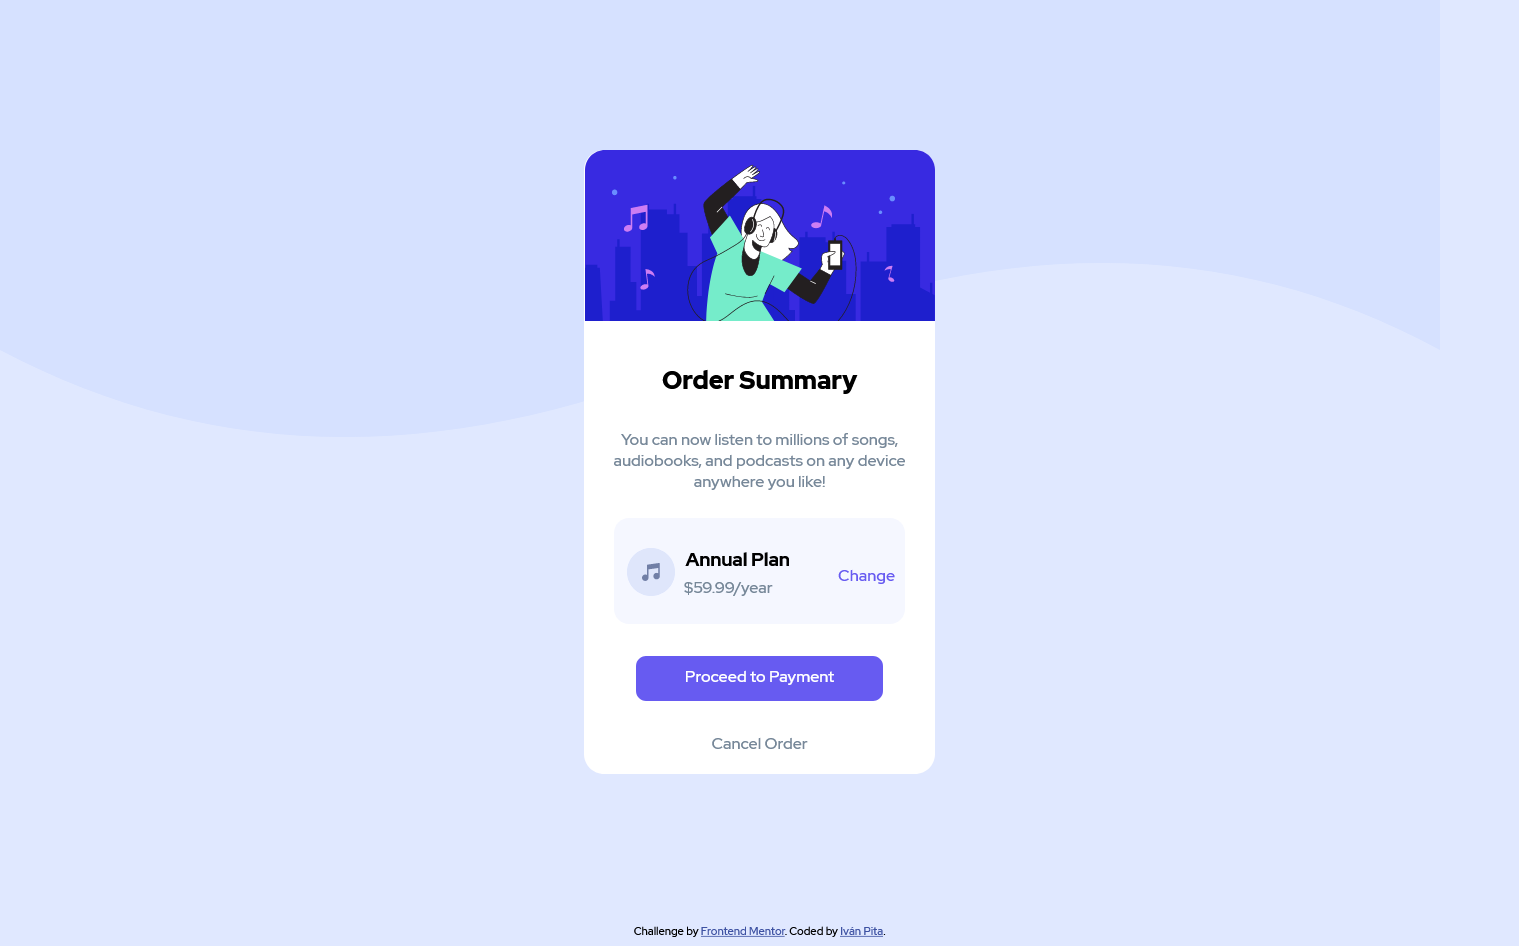 Order Summary
You can now listen to millions of songs,
audiobooks, and podcasts on any device
anywhere you like!
Annual Plan
$59.99/year
Change
Proceed to Payment
Cancel Order
Challenge by Frontend Mentor. Coded by Iván Pita.